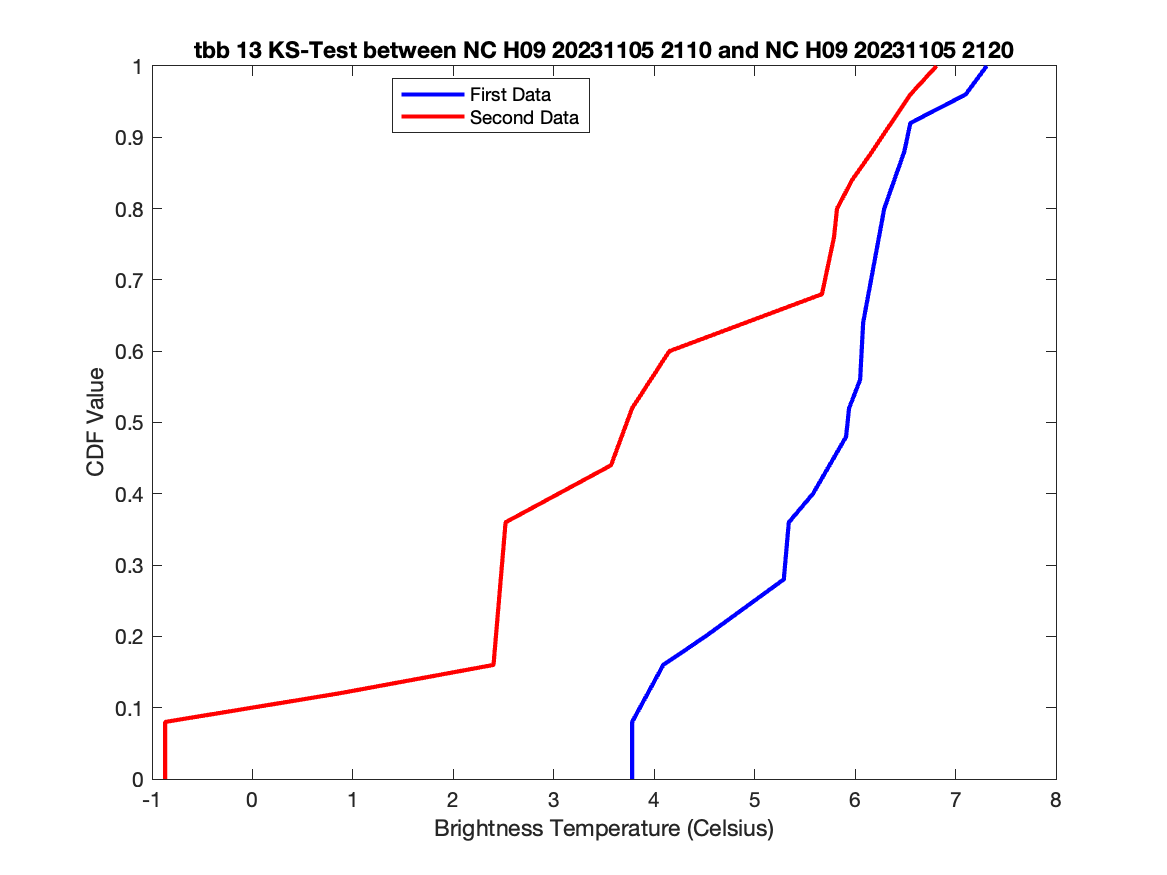 tbb 13 KS-Test between NC H09 20231105 2110 and NC H09 20231105 2120
First Data
Second Data
1
0.9
0.8
0.7
0.6
0.5
0.4
0.3
0.2
0.1
0
CDF Value
-1 0 1 2 3 4 5 6 7 8
Brightness Temperature (Celsius)